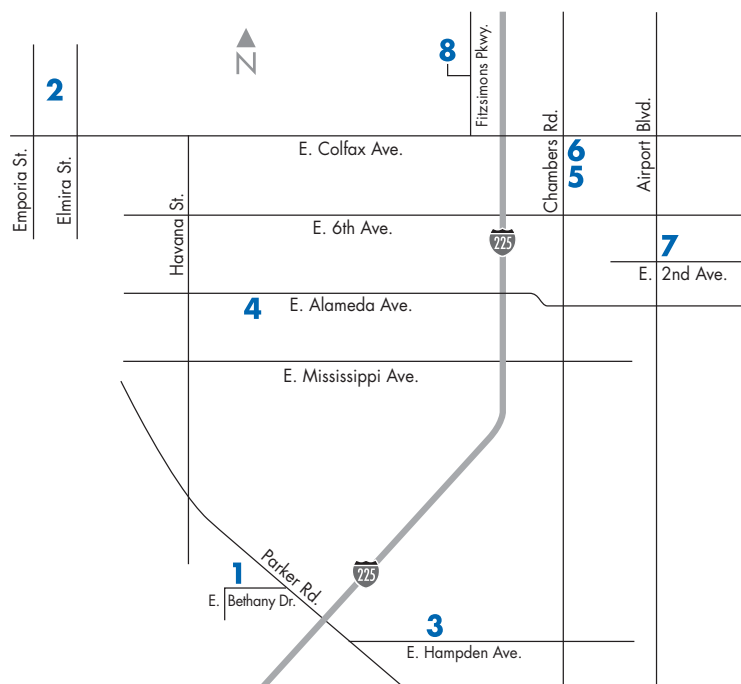 8
Fitzsimons Pkwy.
N
2
Chambers Rd.
Airport Blvd.
E. Colfax Ave.
6
5
Emporia St.
Elmira St.
Havana St.
E. 6th Ave.
225
7
E. 2nd Ave.
4
E. Alameda Ave.
E. Mississippi Ave.
Parker Rd.
225
1
E. Bethany Dr.
3
E. Hampden Ave.